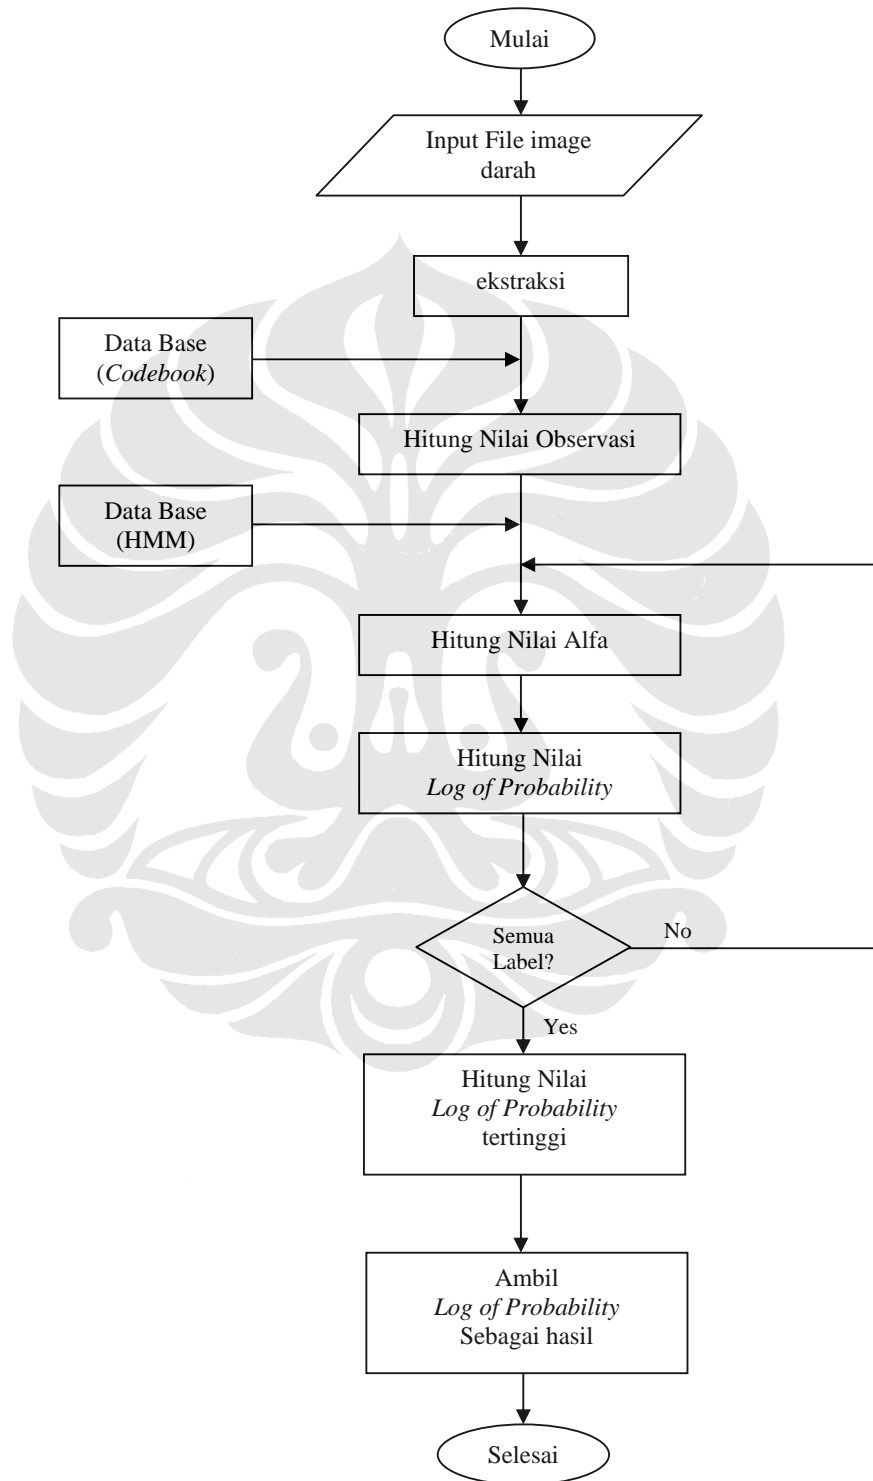 Mulai
Input File image
darah
ekstraksi
Data Base
(Codebook)
Hitung Nilai Observasi
Data Base
(HMM)
Hitung Nilai Alfa
Hitung Nilai
Log of Probability
Semua
Label?
No
Yes
Hitung Nilai
Log of Probability
tertinggi
Ambil
Log of Probability
Sebagai hasil
Selesai